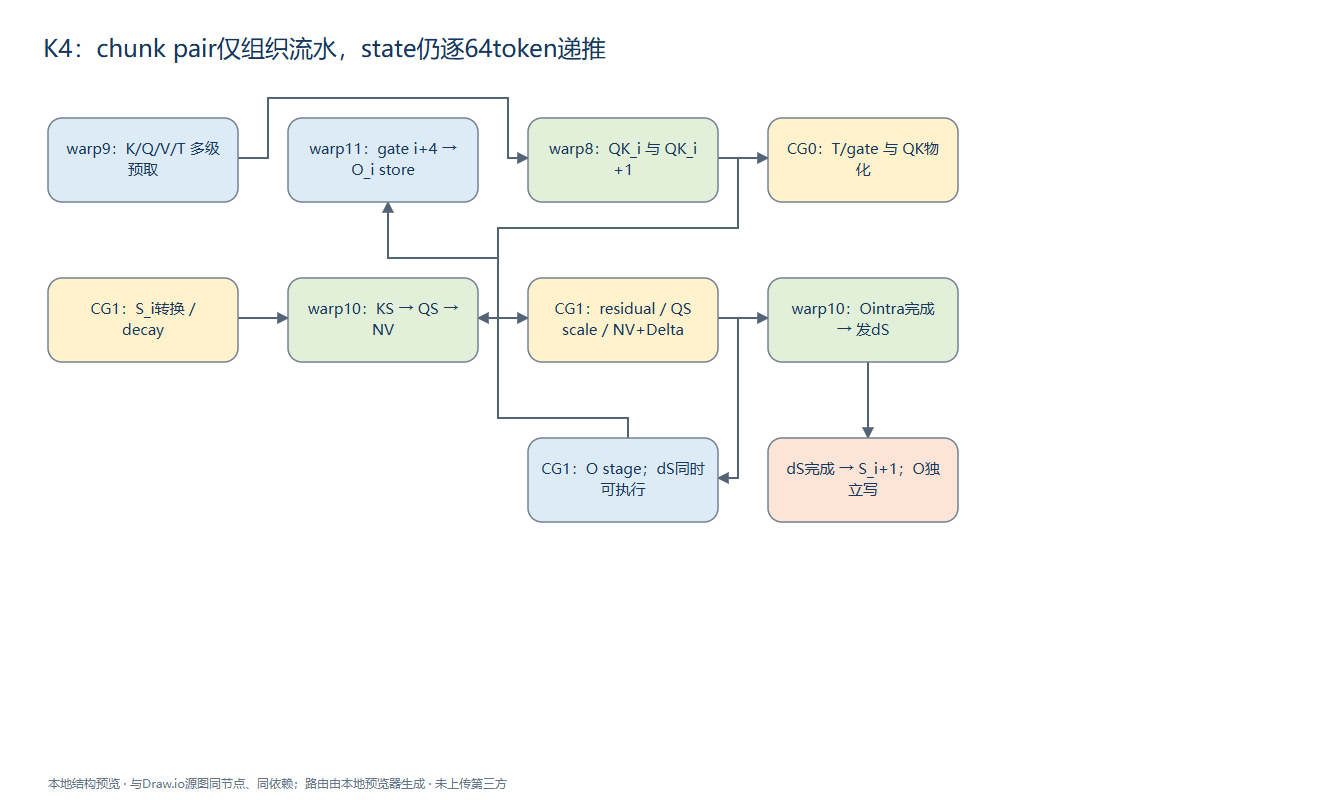 K4：chunk pair仅组织流水，state仍逐64token递推
warp9：K/Q/V/T 多级
预取
warp11：gate i+4 →
O_i store
warp8：QK_i 与 QK_i
+1
CG0：T/gate 与 QK物
化
CG1：S_i转换 /
decay
warp10：KS → QS →
NV
CG1：residual / QS
scale / NV+Delta
warp10：Ointra完成
→ 发dS
CG1：O stage；dS同时
可执行
dS完成 → S_i+1；O独
立写
本地结构预览 · 与Draw.io源图同节点、同依赖；路由由本地预览器生成 · 未上传第三方